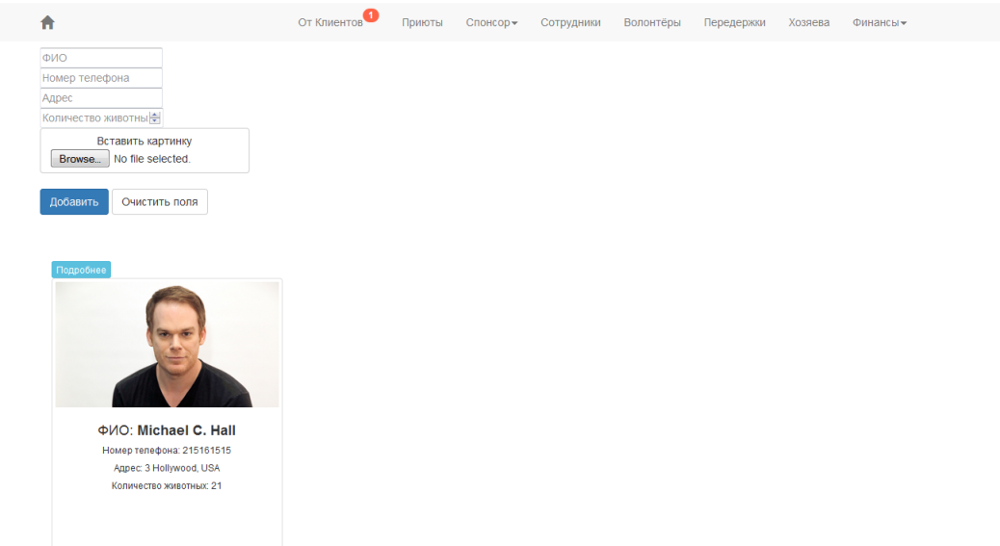 От Клиентов 1 Приюты Спонсор Сотрудники Волонтёры Передержки Хозяева Финансы
ФИО
Номер телефона
Адрес
Количество животны
Вставить картинку
Browse... No file selected.
Добавить Очистить поля
Подробнее
ФИО: Michael C. Hall
Номер телефона: 215161515
Адрес: 3 Hollywood, USA
Количество животных: 21